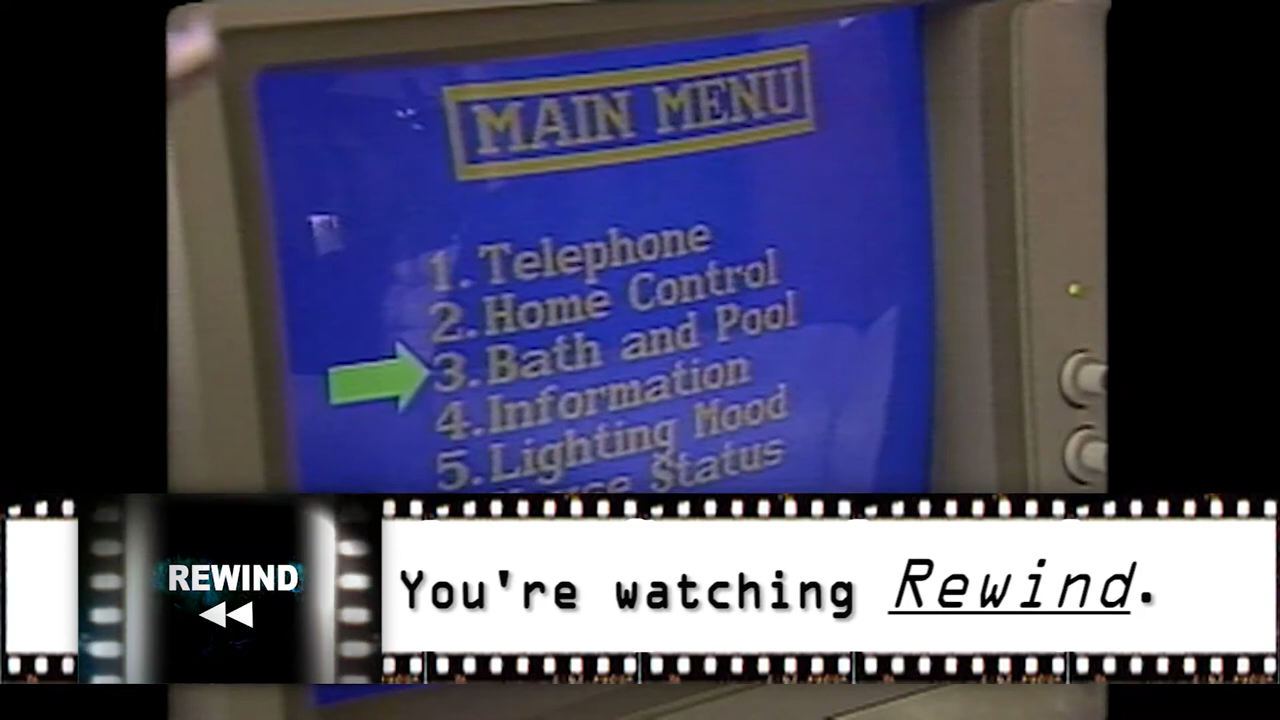 MAIN MENU
1. Telephone
2. Home Control
3. Bath and Pool
4. Information
5. Lighting Mood
Status
REWIND
You're watching Rewind.